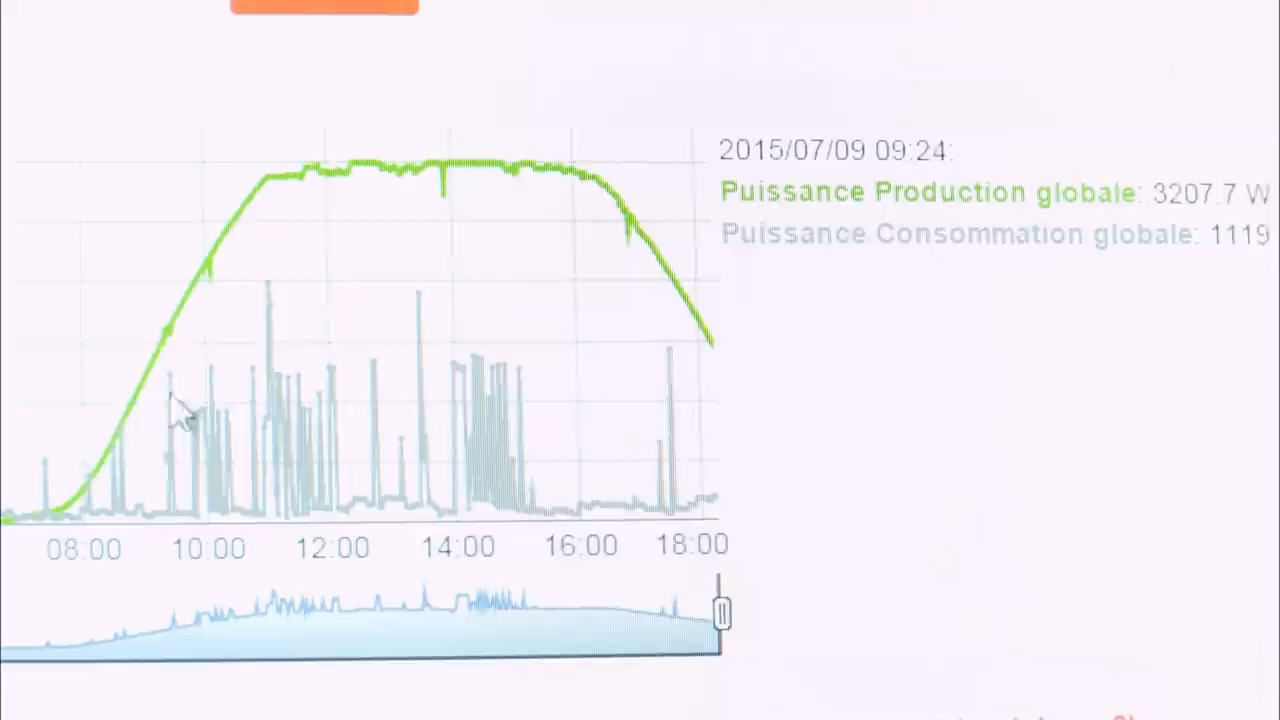 2015/07/09 09:24:
Puissance Production globale: 3207.7 W
Puissance Consommation globale: 1119
08:00 10:00 12:00 14:00 16:00 18:00